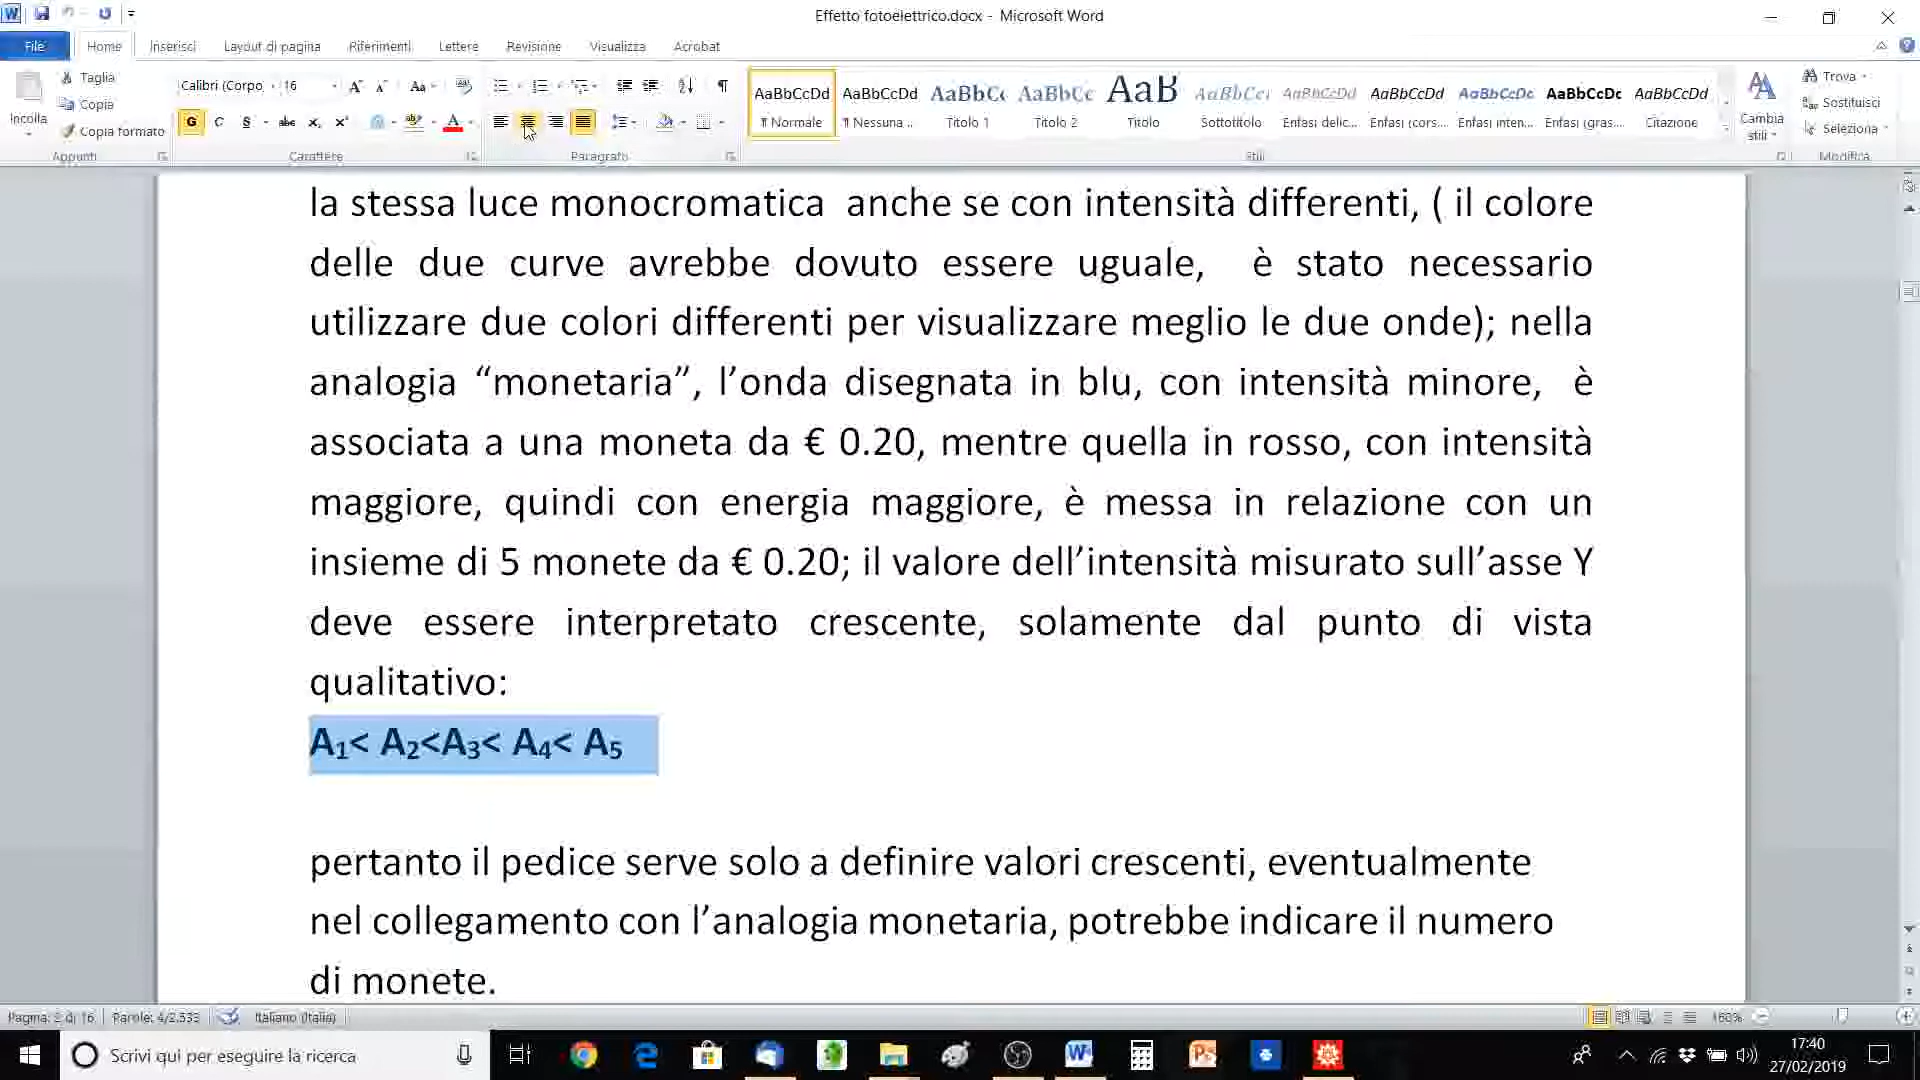 Effetto fotoelettrico.docx - Microsoft Word
File Home Inserisci Layout di pagina Riferimenti Lettere Revisione Visualizza Acrobat
Incolla
Taglia
Copia
Copia formato
Appunti
Calibri (Corpo 16
G C S abc
Carattere
Paragrafo
AaBbCcDd AaBbCcDd AaBbC AaBbCc AaB AaBbCc AaBbCcDd AaBbCcDd AaBbCcDc AaBbCcDc AaBbCcDd
¶ Normale ¶ Nessuna ... Titolo 1 Titolo 2 Titolo Sottotitolo Enfasi delic... Enfasi (cors... Enfasi inten... Enfasi (gras... Citazione
Stili
Cambia
stili
Trova
Sostituisci
Seleziona
Modifica
la stessa luce monocromatica anche se con intensità differenti, ( il colore
delle due curve avrebbe dovuto essere uguale, è stato necessario
utilizzare due colori differenti per visualizzare meglio le due onde); nella
analogia “monetaria”, l’onda disegnata in blu, con intensità minore, è
associata a una moneta da € 0.20, mentre quella in rosso, con intensità
maggiore, quindi con energia maggiore, è messa in relazione con un
insieme di 5 monete da € 0.20; il valore dell’intensità misurato sull’asse Y
deve essere interpretato crescente, solamente dal punto di vista
qualitativo:
A₁< A₂<A₃< A₄< A₅
pertanto il pedice serve solo a definire valori crescenti, eventualmente
nel collegamento con l’analogia monetaria, potrebbe indicare il numero
di monete.
Pagina: 2 di 16 Parole: 4/2.533 Italiano (Italia) 160%
Scrivi qui per eseguire la ricerca
17:40
27/02/2019